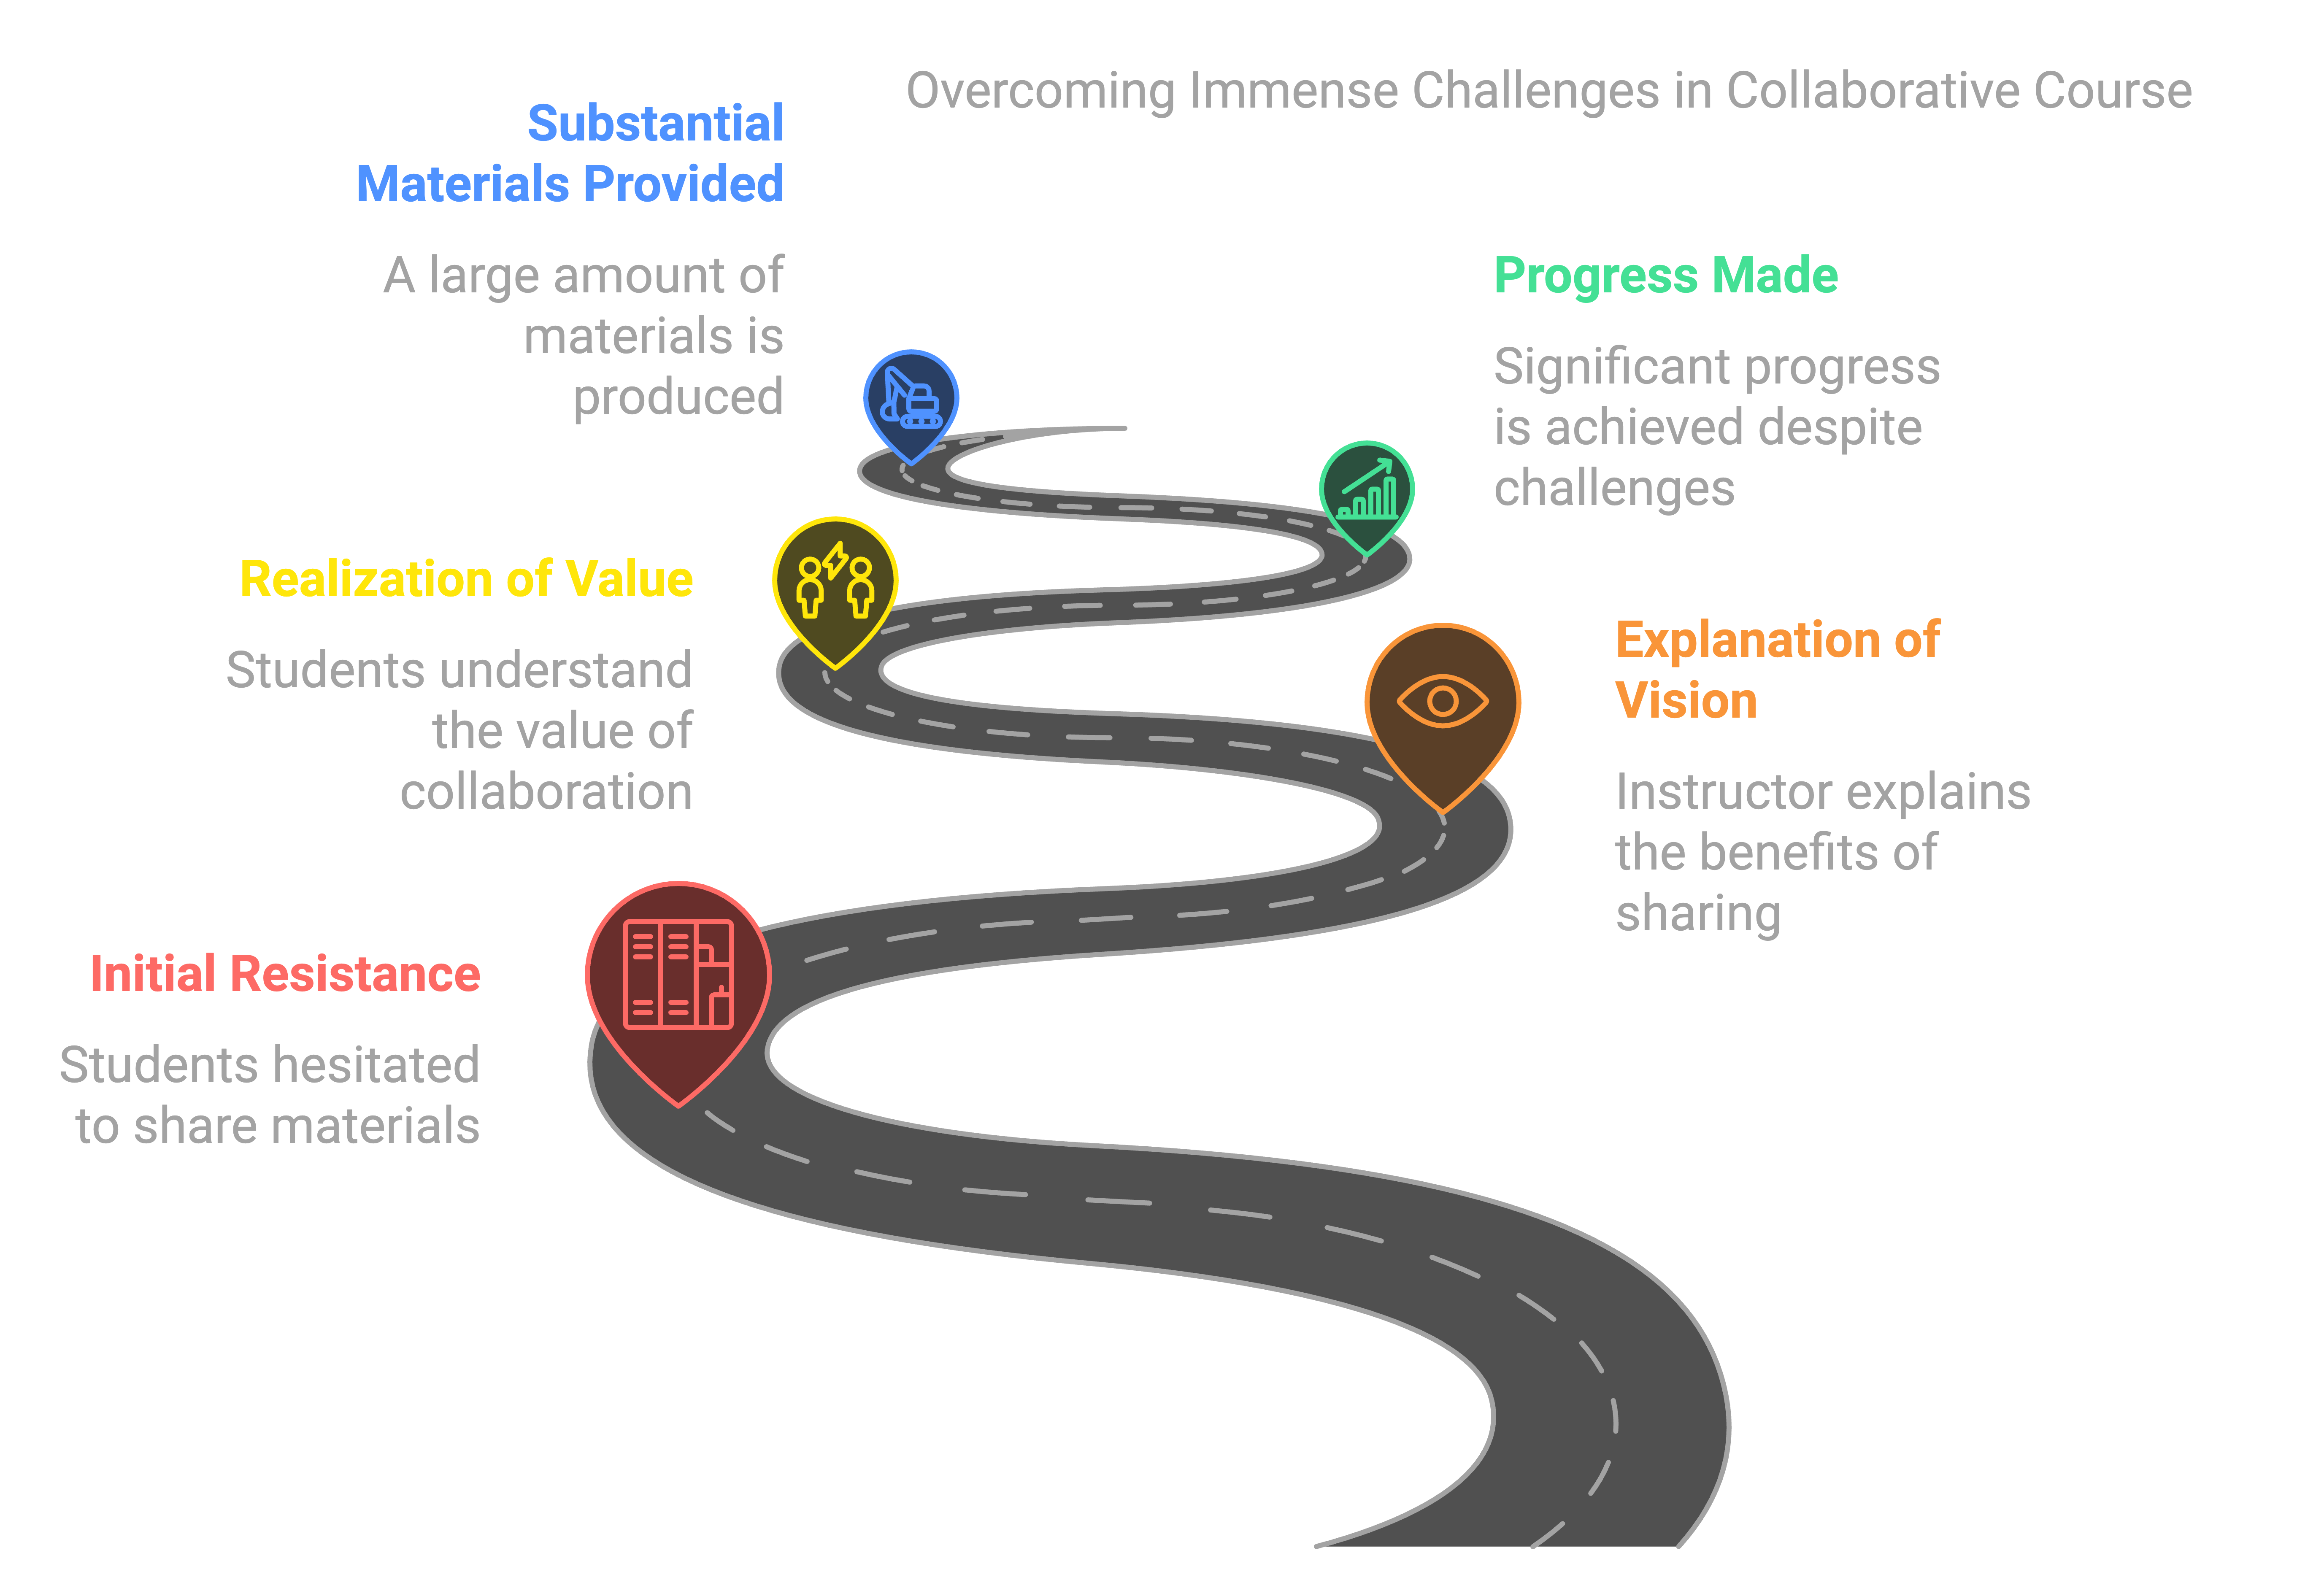 Overcoming Immense Challenges in Collaborative Course
Substantial
Materials Provided
A large amount of
materials is
produced
Progress Made
Significant progress
is achieved despite
challenges
Realization of Value
Students understand
the value of
collaboration
Explanation of
Vision
Instructor explains
the benefits of
sharing
Initial Resistance
Students hesitated
to share materials